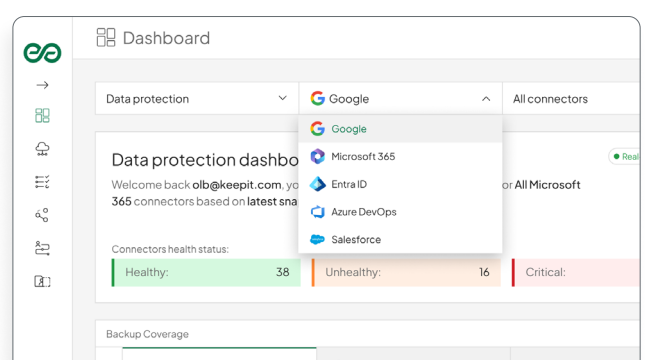 Dashboard
Data protection
Google
All connectors
Google
Microsoft 365
Entra ID
Azure DevOps
Salesforce
Data protection dashbo
Welcome back olb@keepit.com, yo
or All Microsoft
365 connectors based on latest sna
Connectors health status:
Healthy: 38
Unhealthy: 16
Critical:
Backup Coverage